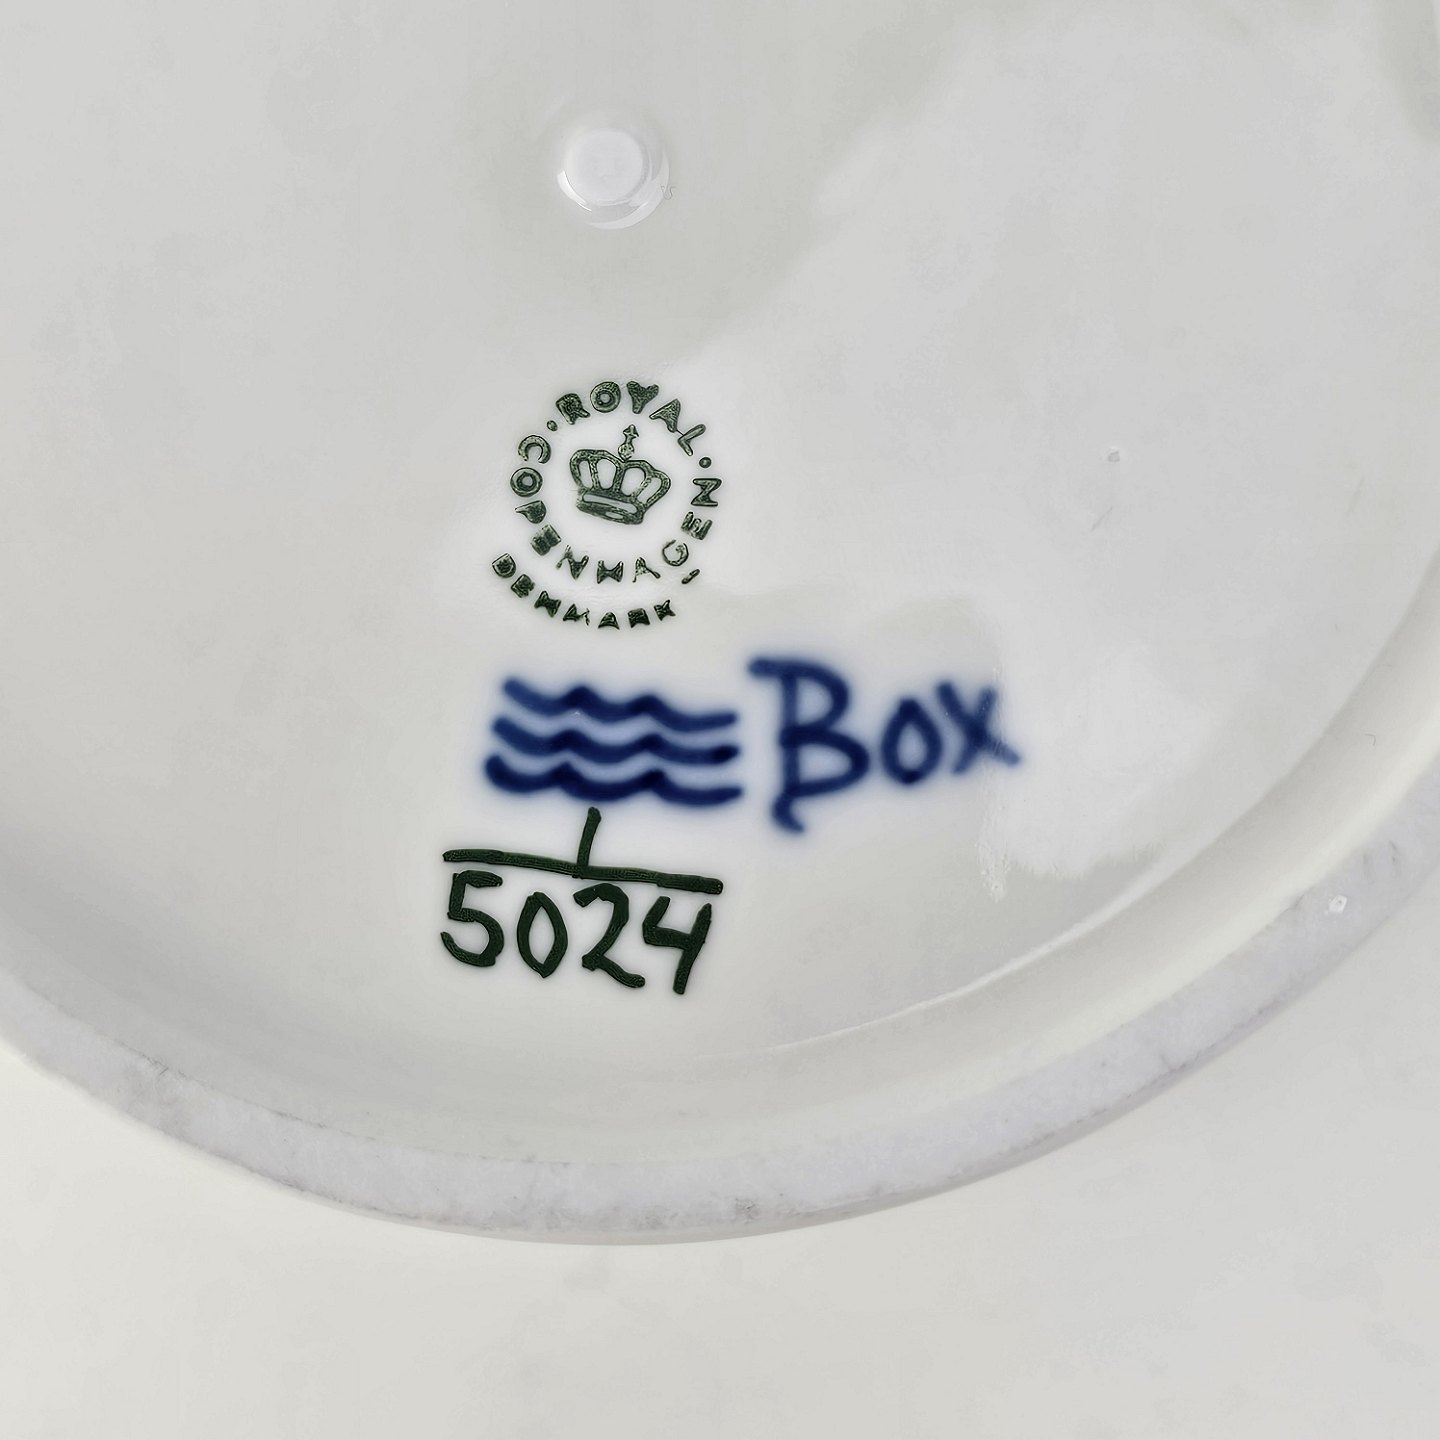 ROYAL
COPENHAGEN
DENMARK
Box
5024